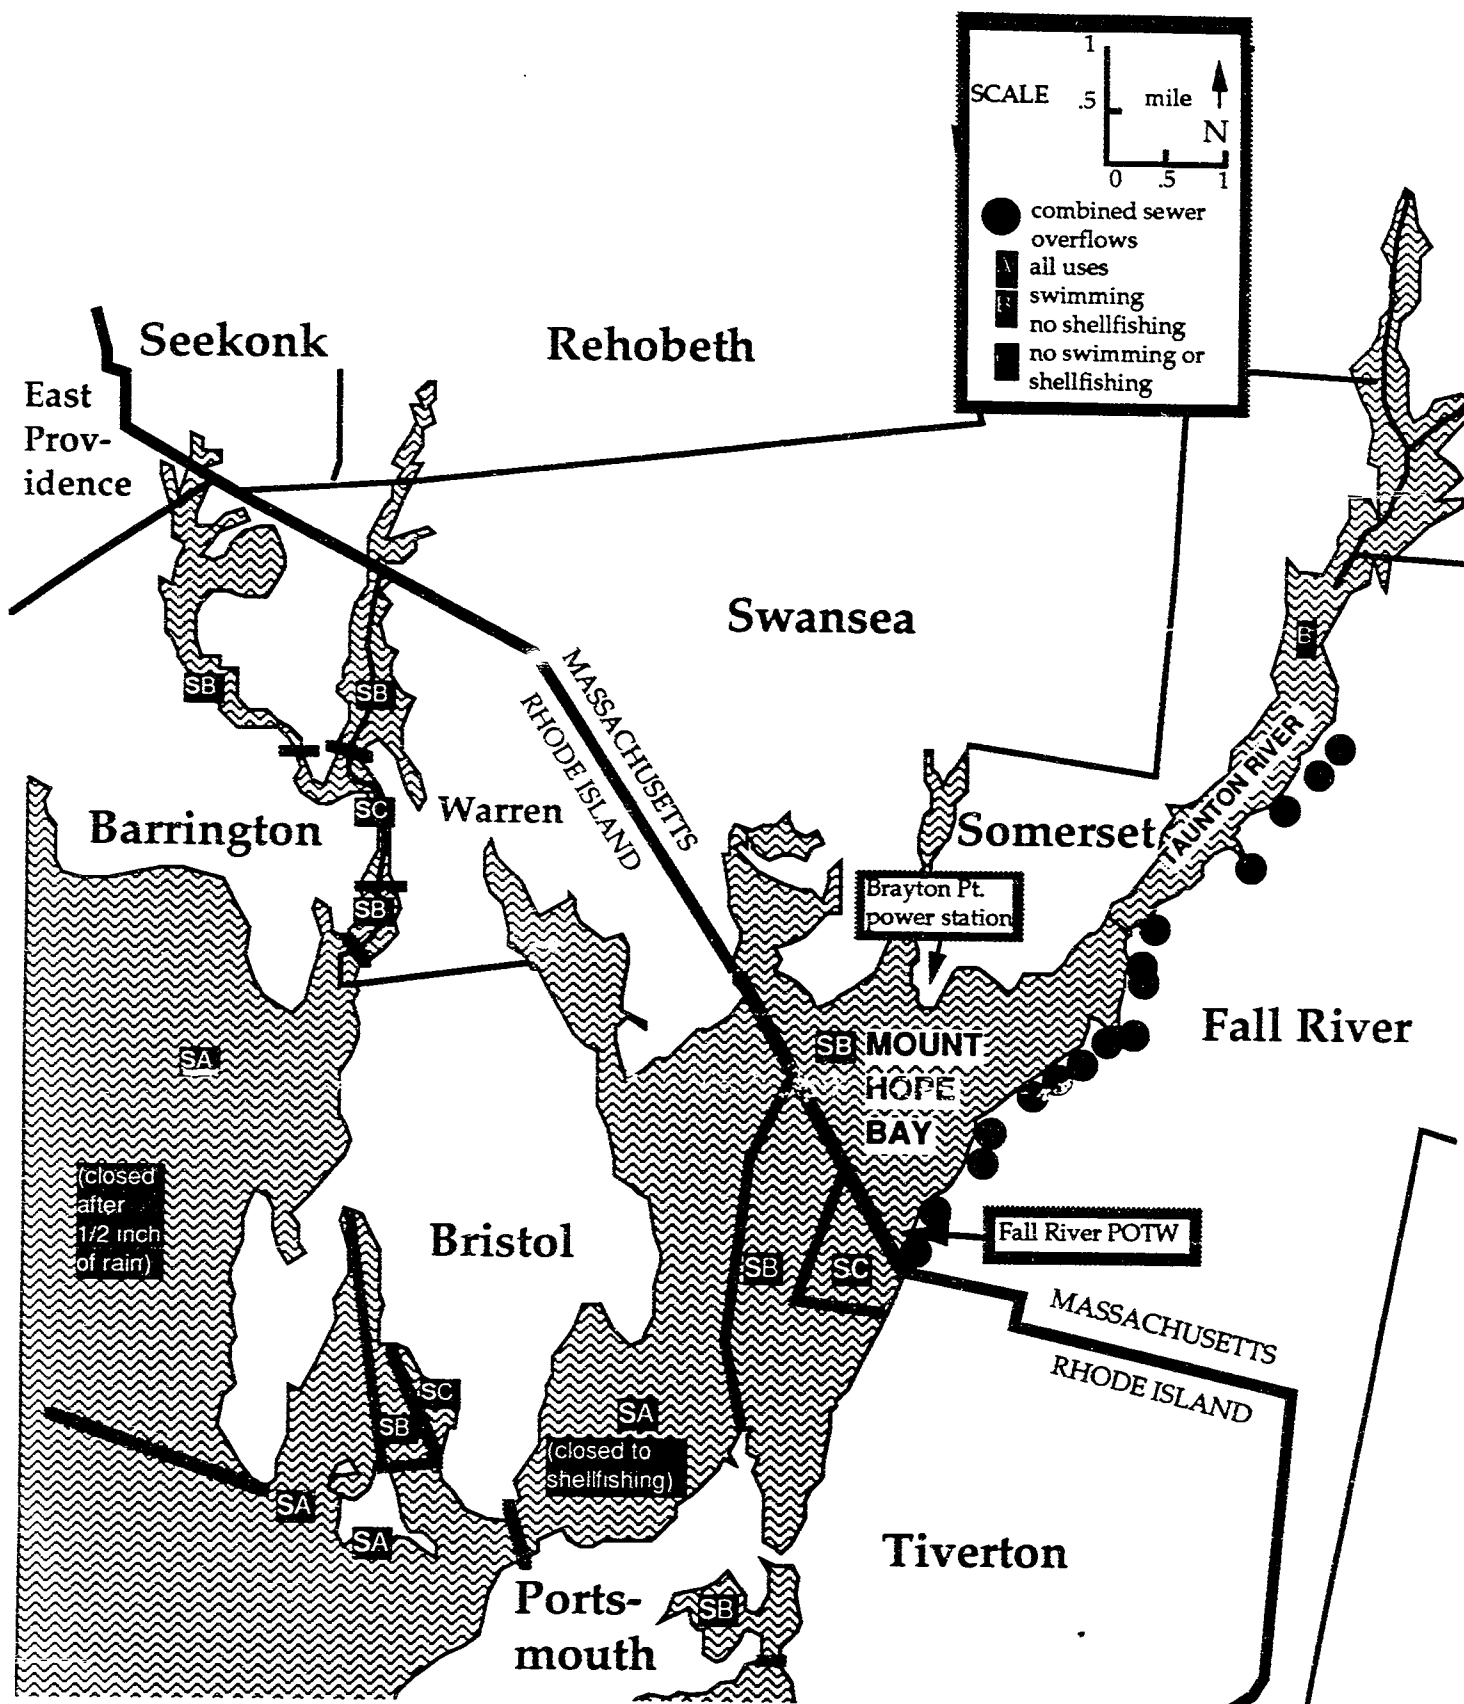 1
SCALE
.5
mile
N
0
.5
1
combined sewer
overflows
A
all uses
B
swimming
no shellfishing
no swimming or
shellfishing
Seekonk
Rehobeth
East
Prov-
idence
Swansea
B
MASSACHUSETTS
RHODE ISLAND
SB
SB
TAUNTON RIVER
SC
Warren
Barrington
Somerset
Brayton Pt.
power station
SB
Fall River
SB
MOUNT
HOPE
BAY
SA
(closed
after
1/2 inch
of rain)
Bristol
Fall River POTW
SB
SC
MASSACHUSETTS
RHODE ISLAND
SC
SB
SA
(closed to
shellfishing)
SA
SA
Tiverton
Ports-
mouth
SB